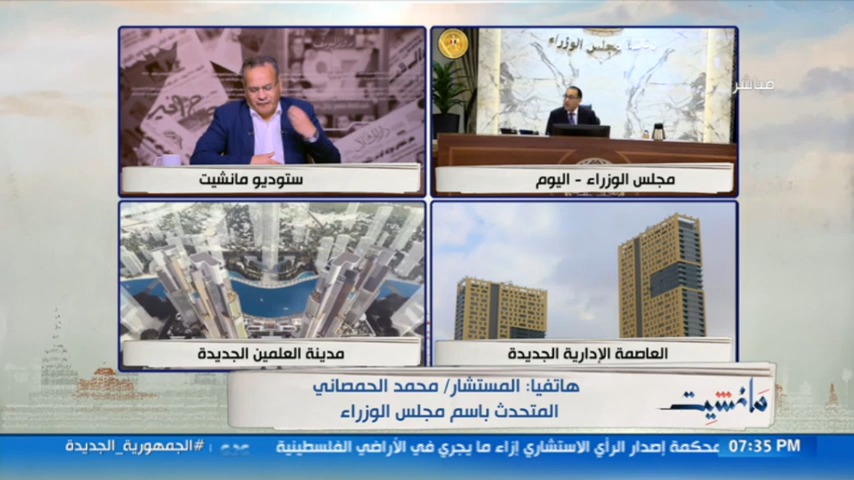 مباشر
مجلس الوزراء
ستوديو مانشيت
مجلس الوزراء - اليوم
مدينة العلمين الجديدة
العاصمة الإدارية الجديدة
هاتفيا: المستشار/ محمد الحمصاني
المتحدث باسم مجلس الوزراء
مانشيت
07:35 PM
محكمة إصدار الرأي الاستشاري إزاء ما يجري في الأراضي الفلسطينية
#الجمهورية_الجديدة